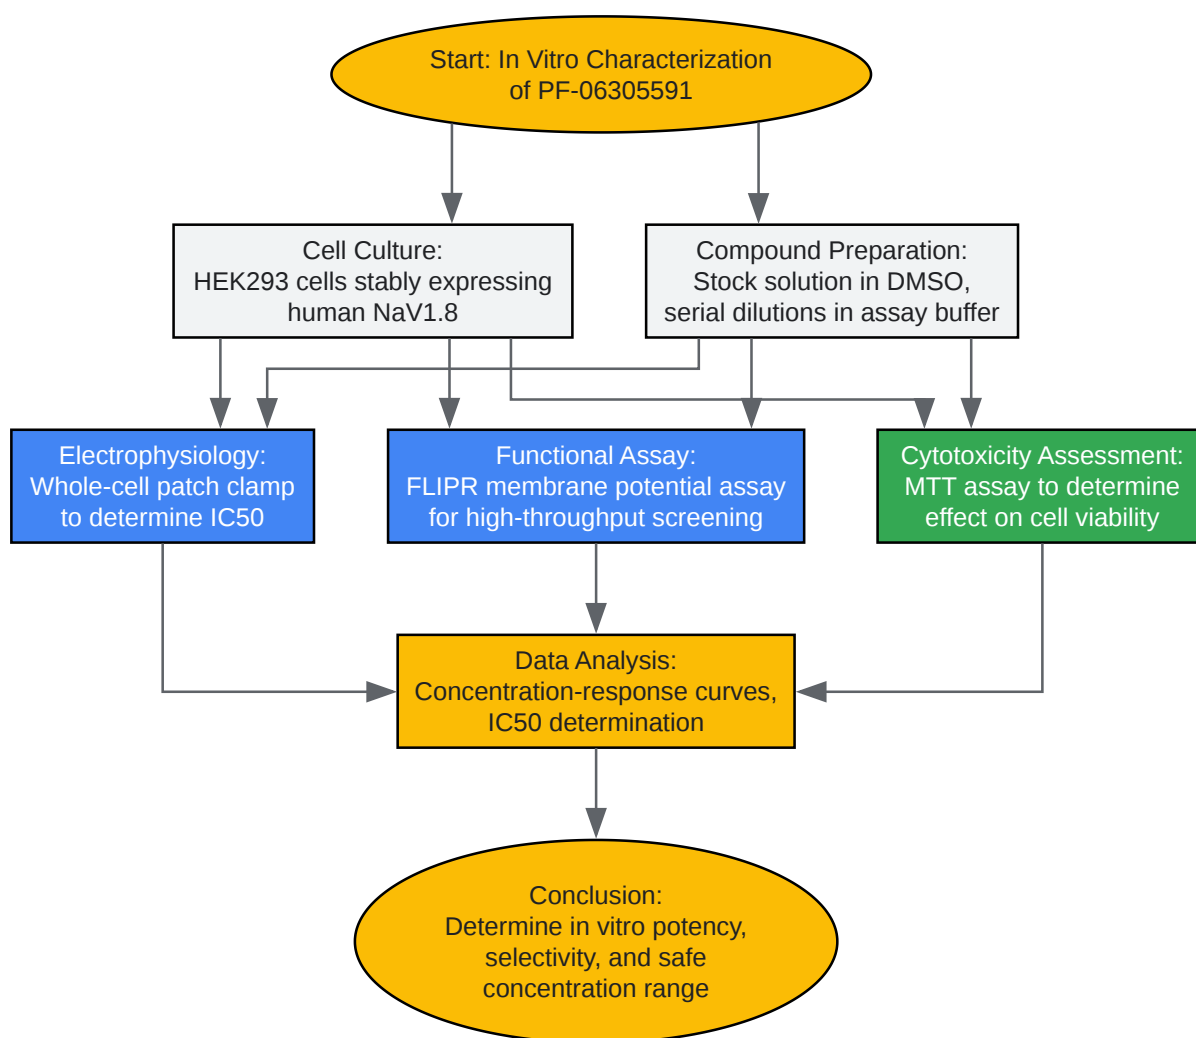 Start: In Vitro Characterization
of PF-06305591
Cell Culture:
HEK293 cells stably expressing
human NaV1.8
Compound Preparation:
Stock solution in DMSO,
serial dilutions in assay buffer
Electrophysiology:
Whole-cell patch clamp
to determine IC50
Functional Assay:
FLIPR membrane potential assay
for high-throughput screening
Cytotoxicity Assessment:
MTT assay to determine
effect on cell viability
Data Analysis:
Concentration-response curves,
IC50 determination
Conclusion:
Determine in vitro potency,
selectivity, and safe
concentration range